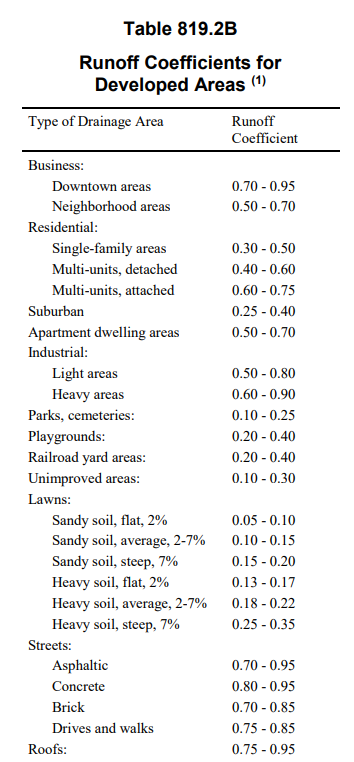 Table 819.2B
Runoff Coefficients for
Developed Areas (1)
Type of Drainage Area Runoff
Coefficient
Business:
Downtown areas 0.70 - 0.95
Neighborhood areas 0.50 - 0.70
Residential:
Single-family areas 0.30 - 0.50
Multi-units, detached 0.40 - 0.60
Multi-units, attached 0.60 - 0.75
Suburban 0.25 - 0.40
Apartment dwelling areas 0.50 - 0.70
Industrial:
Light areas 0.50 - 0.80
Heavy areas 0.60 - 0.90
Parks, cemeteries: 0.10 - 0.25
Playgrounds: 0.20 - 0.40
Railroad yard areas: 0.20 - 0.40
Unimproved areas: 0.10 - 0.30
Lawns:
Sandy soil, flat, 2% 0.05 - 0.10
Sandy soil, average, 2-7% 0.10 - 0.15
Sandy soil, steep, 7% 0.15 - 0.20
Heavy soil, flat, 2% 0.13 - 0.17
Heavy soil, average, 2-7% 0.18 - 0.22
Heavy soil, steep, 7% 0.25 - 0.35
Streets:
Asphaltic 0.70 - 0.95
Concrete 0.80 - 0.95
Brick 0.70 - 0.85
Drives and walks 0.75 - 0.85
Roofs: 0.75 - 0.95